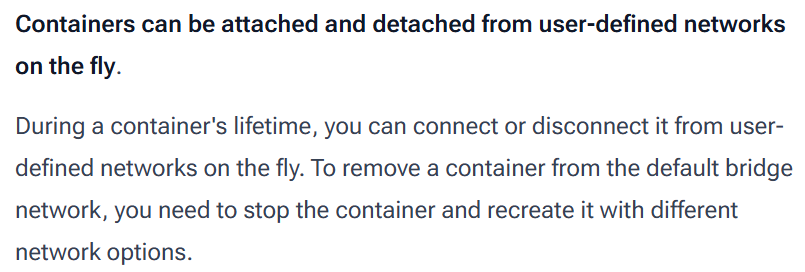 Containers can be attached and detached from user-defined networks
on the fly.
During a container's lifetime, you can connect or disconnect it from user-
defined networks on the fly. To remove a container from the default bridge
network, you need to stop the container and recreate it with different
network options.